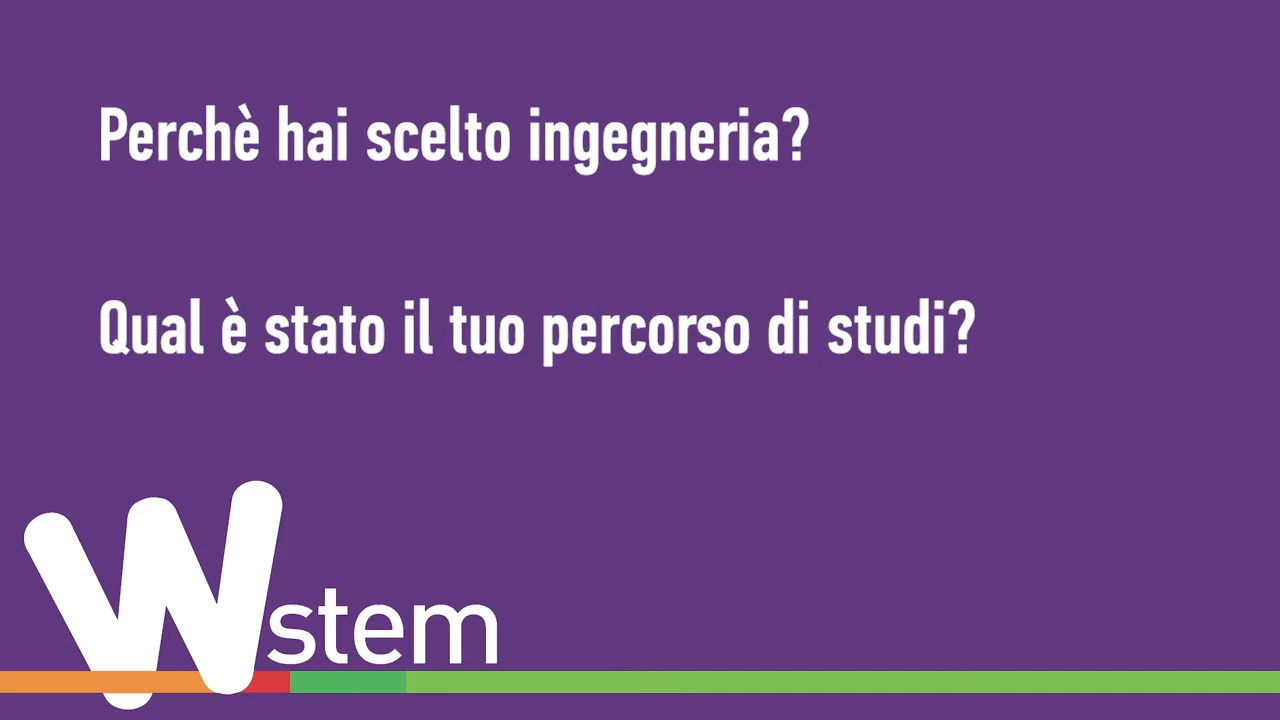 Perchè hai scelto ingegneria?
Qual è stato il tuo percorso di studi?
Wstem